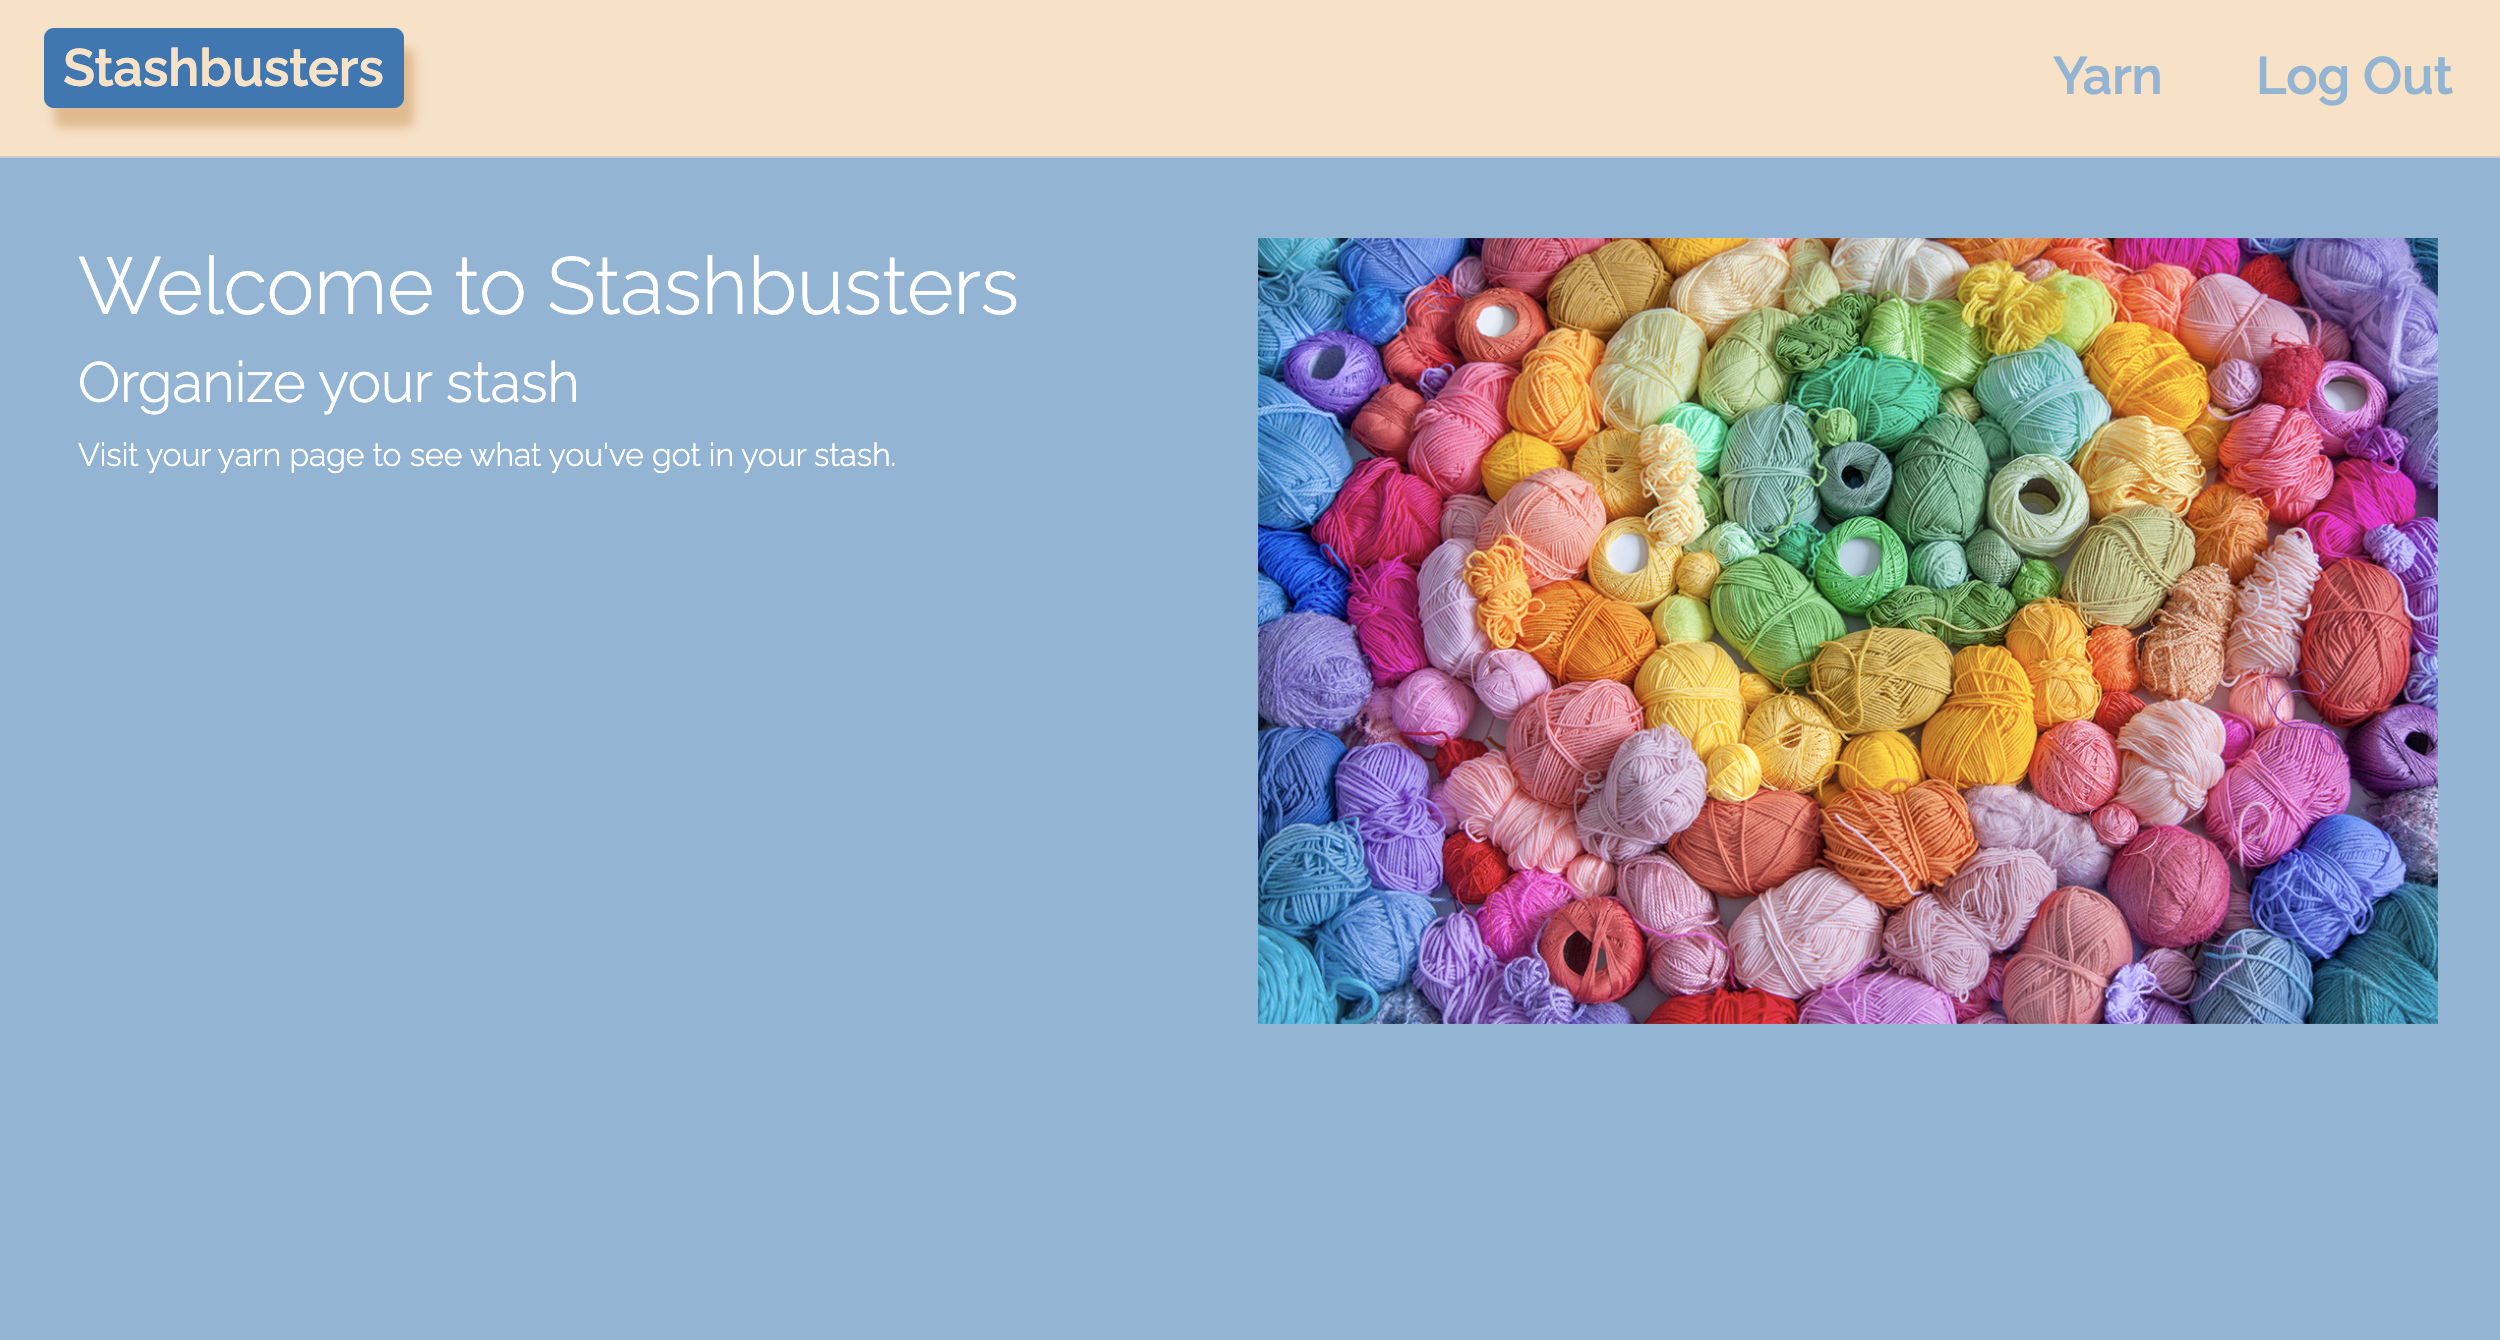 Stashbusters
Yarn
Log Out
Welcome to Stashbusters
Organize your stash
Visit your yarn page to see what you've got in your stash.